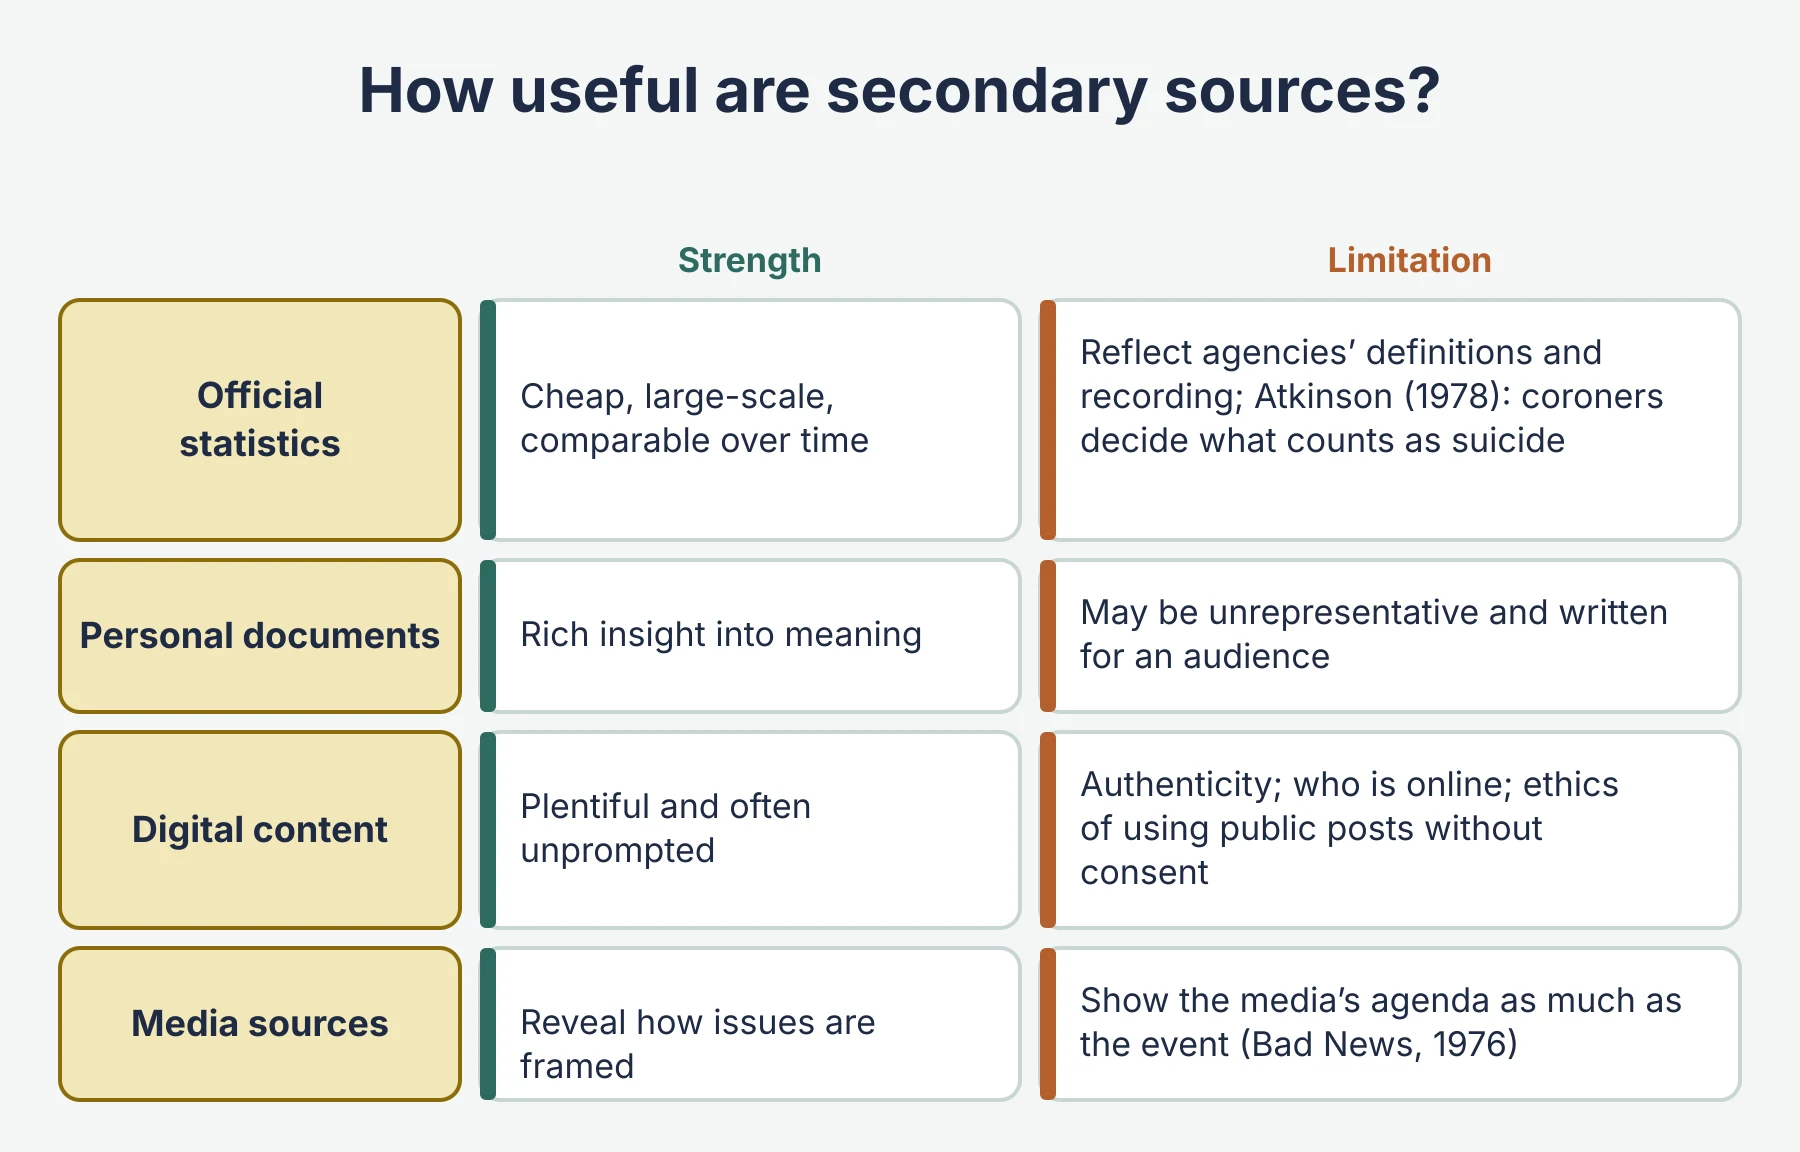 How useful are secondary sources?
Strength
Limitation
Official
statistics
Cheap, large-scale,
comparable over time
Reflect agencies’ definitions and
recording; Atkinson (1978): coroners
decide what counts as suicide
Personal documents
Rich insight into meaning
May be unrepresentative and written
for an audience
Digital content
Plentiful and often
unprompted
Authenticity; who is online; ethics
of using public posts without
consent
Media sources
Reveal how issues are
framed
Show the media’s agenda as much as
the event (Bad News, 1976)